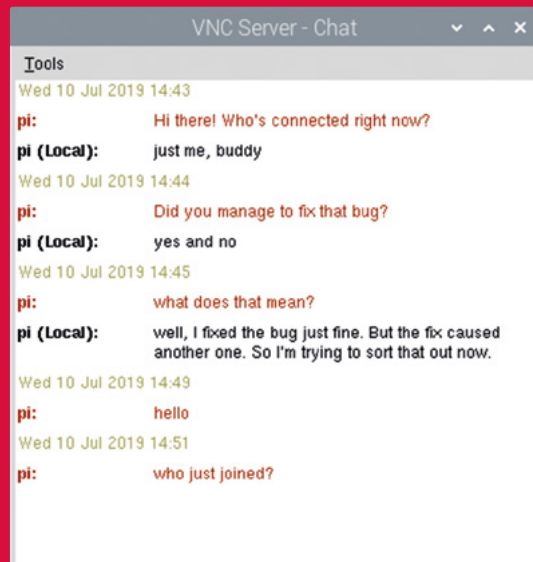 VNC Server - Chat
Tools
Wed 10 Jul 2019 14:43
pi: Hi there! Who's connected right now?
pi (Local): just me, buddy
Wed 10 Jul 2019 14:44
pi: Did you manage to fix that bug?
pi (Local): yes and no
Wed 10 Jul 2019 14:45
pi: what does that mean?
pi (Local): well, I fixed the bug just fine. But the fix caused
another one. So I'm trying to sort that out now.
Wed 10 Jul 2019 14:49
pi: hello
Wed 10 Jul 2019 14:51
pi: who just joined?